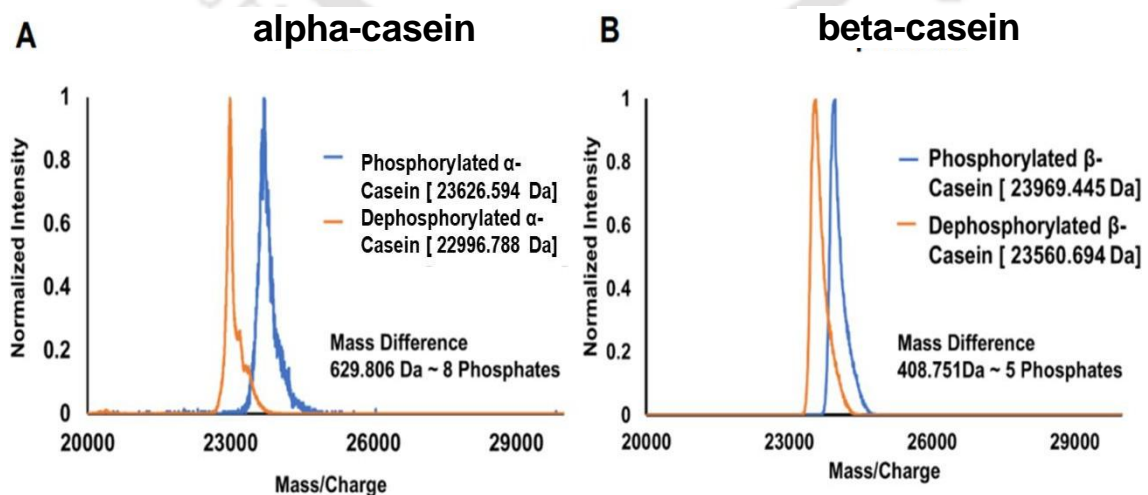 A
alpha-casein
Normalized Intensity
1
0.8
0.6
0.4
0.2
0
Phosphorylated α-
Casein [ 23626.594 Da]
Dephosphorylated α-
Casein [ 22996.788 Da]
Mass Difference
629.806 Da ~ 8 Phosphates
20000
23000
26000
29000
Mass/Charge
B
beta-casein
Normalized Intensity
1
0.8
0.6
0.4
0.2
0
Phosphorylated β-
Casein [ 23969.445 Da]
Dephosphorylated β-
Casein [ 23560.694 Da]
Mass Difference
408.751Da ~ 5 Phosphates
20000
23000
26000
29000
Mass/Charge